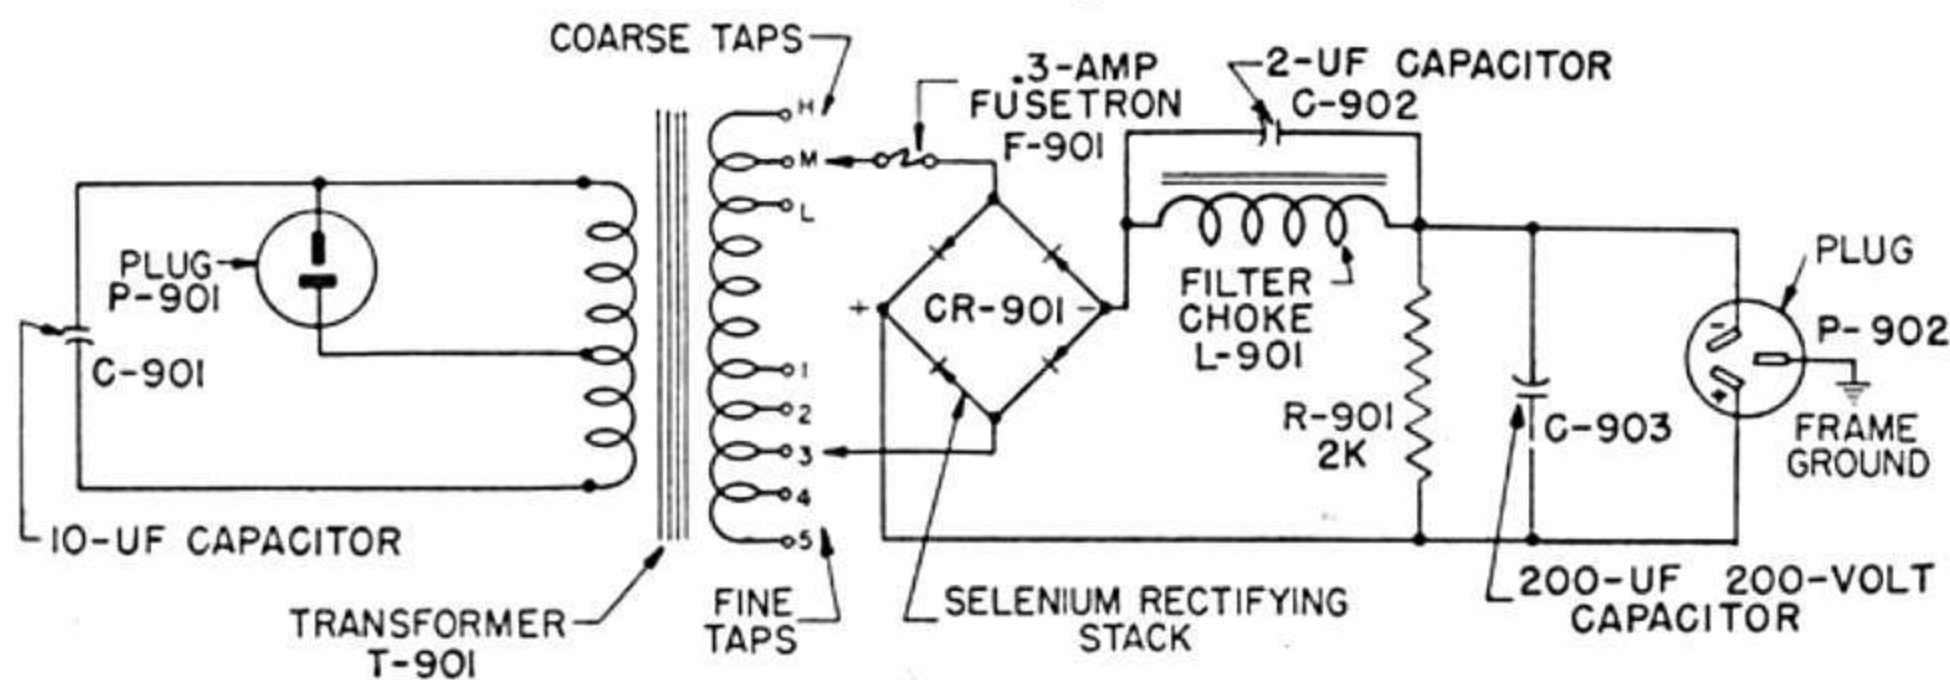 COARSE TAPS
.3-AMP
FUSETRON
F-901
2-UF CAPACITOR
C-902
H
M
L
PLUG
P-901
C-901
10-UF CAPACITOR
TRANSFORMER
T-901
1
2
3
4
5
FINE
TAPS
+
CR-901
-
SELENIUM RECTIFYING
STACK
FILTER
CHOKE
L-901
R-901
2K
C-903
200-UF 200-VOLT
CAPACITOR
PLUG
P-902
-
+
FRAME
GROUND